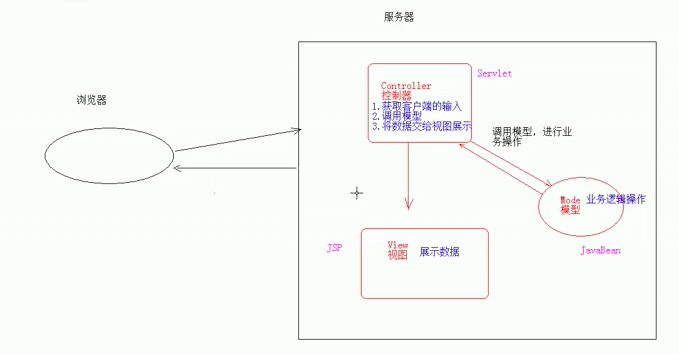 服务器
浏览器
Servlet
Controller
控制器
1.获取客户端的输入
2.调用模型
3.将数据交给视图展示
调用模型，进行业
务操作
Mode
模型
业务逻辑操作
JavaBean
JSP
View
视图
展示数据